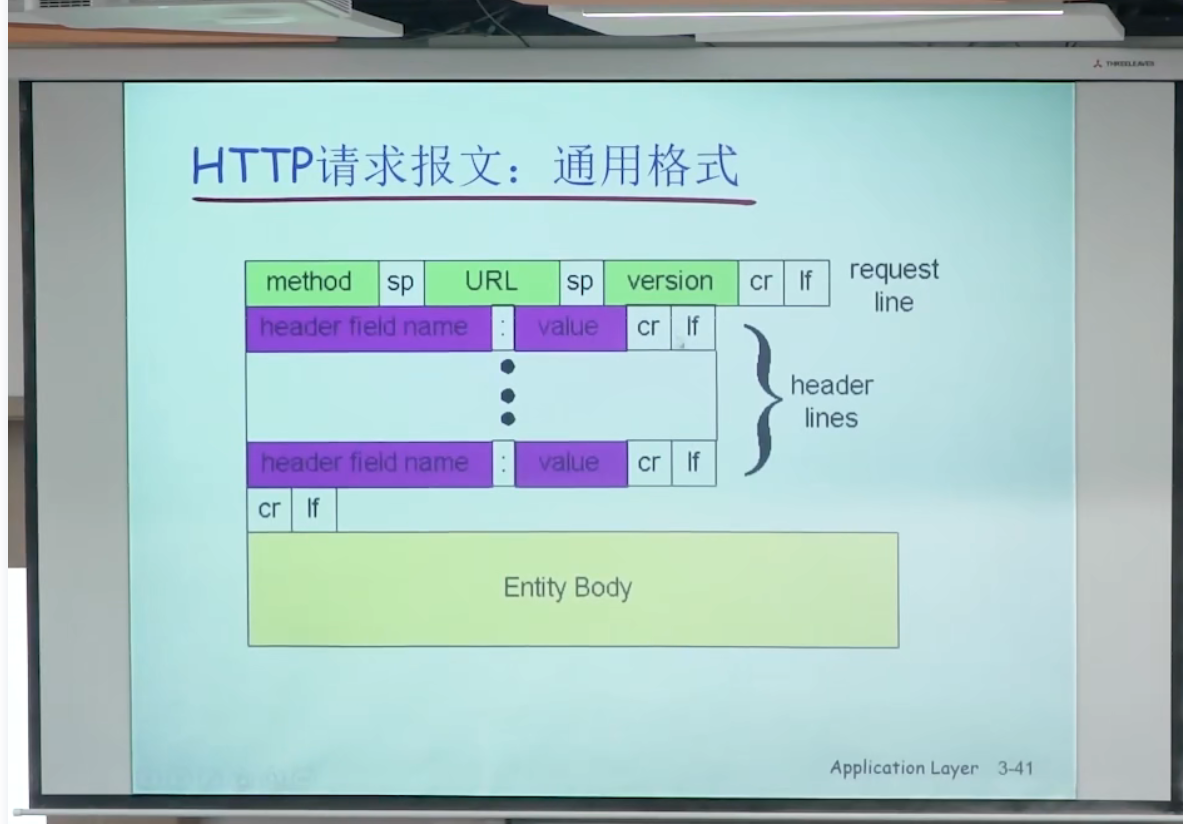 THREELEAVES
HTTP请求报文：通用格式
method sp URL sp version cr lf
request
line
header field name : value cr lf
header
lines
header field name : value cr lf
cr lf
Entity Body
Application Layer 3-41